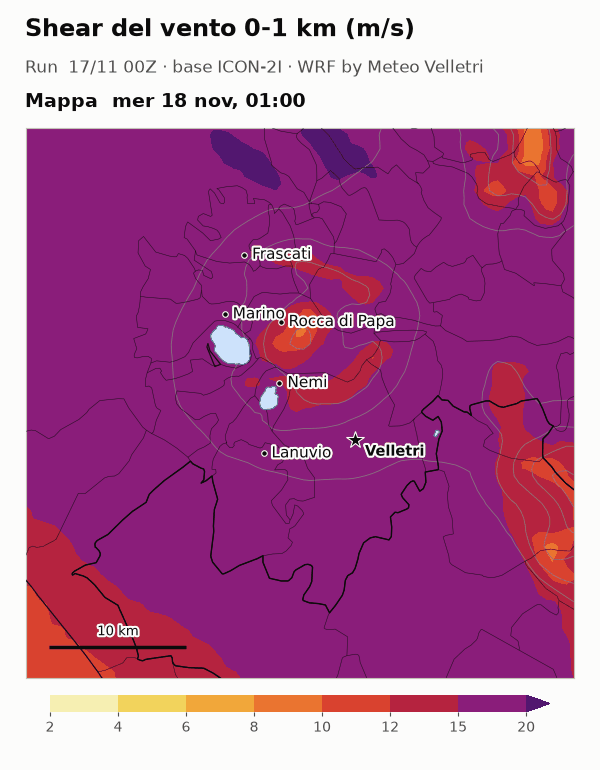 Shear del vento 0-1 km (m/s)
Run 17/11 00Z · base ICON-2I · WRF by Meteo Velletri
Mappa mer 18 nov, 01:00
Frascati
Marino
Rocca di Papa
Nemi
Velletri
Lanuvio
10 km
2 4 6 8 10 12 15 20